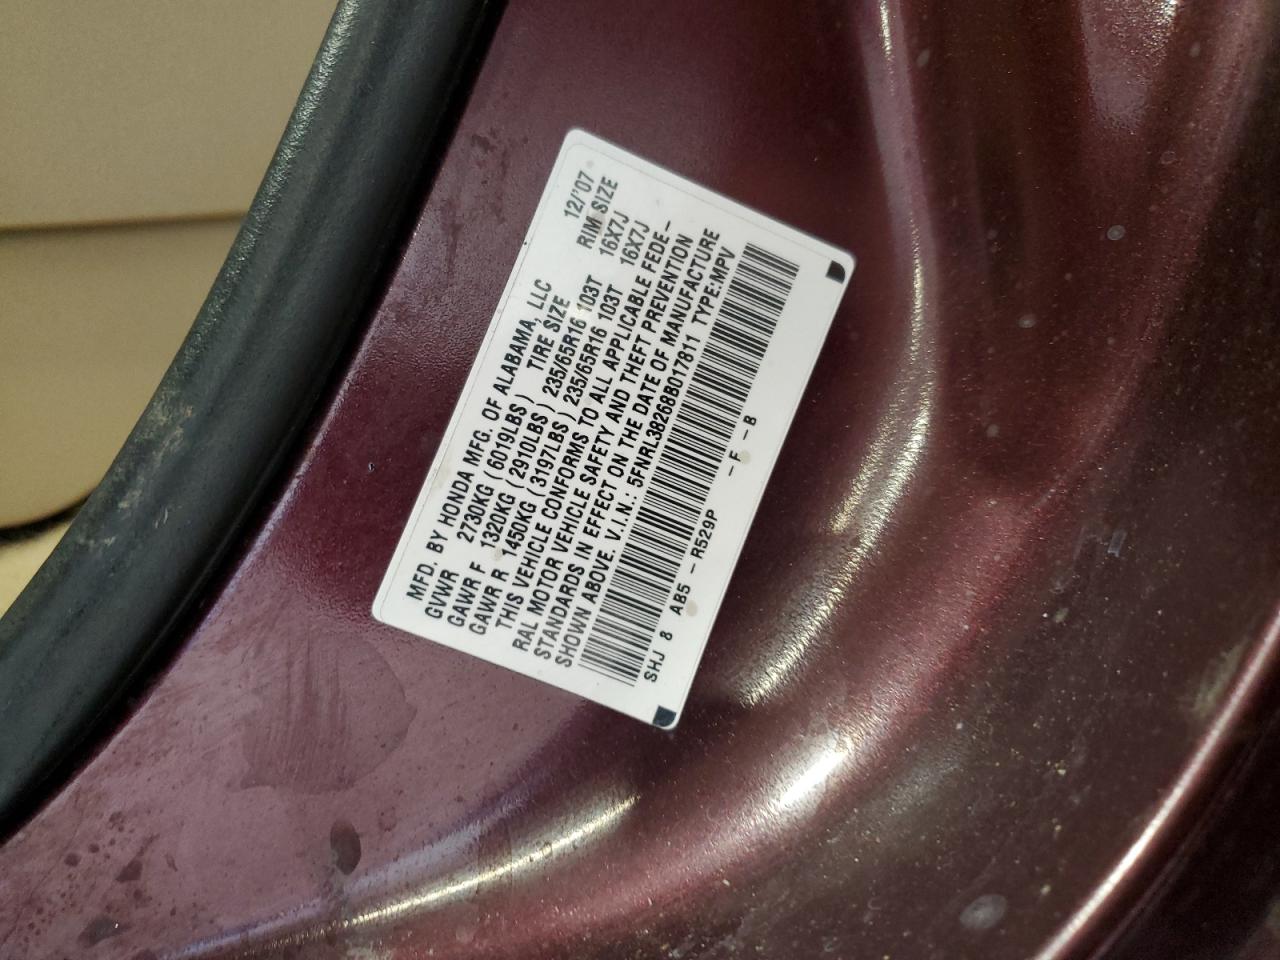 MFD. BY HONDA MFG. OF ALABAMA, LLC 12/'07
GVWR 2730KG (6019LBS) TIRE SIZE RIM SIZE
GAWR F 1320KG (2910LBS) 235/65R16 103T 16X7J
GAWR R 1450KG (3197LBS) 235/65R16 103T 16X7J
THIS VEHICLE CONFORMS TO ALL APPLICABLE FEDE-
RAL MOTOR VEHICLE SAFETY AND THEFT PREVENTION
STANDARDS IN EFFECT ON THE DATE OF MANUFACTURE
SHOWN ABOVE. V.I.N.: 5FNRL38268B017811 TYPE:MPV
SHJ 8 AB5 -R529P -F-B